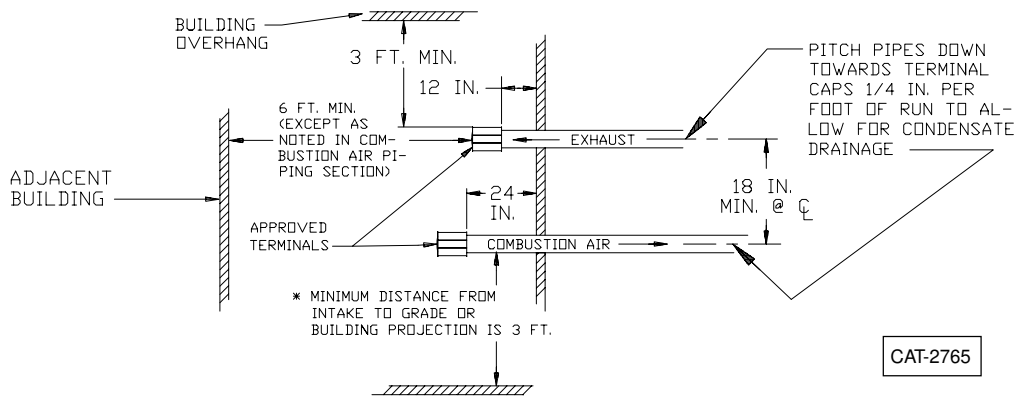 BUILDING
OVERHANG
3 FT. MIN.
12 IN.
PITCH PIPES DOWN
TOWARDS TERMINAL
CAPS 1/4 IN. PER
FOOT OF RUN TO AL-
LOW FOR CONDENSATE
DRAINAGE
6 FT. MIN.
(EXCEPT AS
NOTED IN COM-
BUSTION AIR PI-
PING SECTION)
EXHAUST
ADJACENT
BUILDING
24
IN.
18 IN.
MIN. @ ℄
APPROVED
TERMINALS
COMBUSTION AIR
* MINIMUM DISTANCE FROM
INTAKE TO GRADE OR
BUILDING PROJECTION IS 3 FT.
CAT-2765